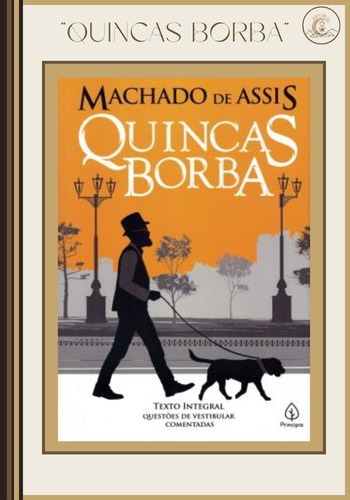 "QUINCAS BORBA"
MACHADO DE ASSIS
QUINCAS
BORBA
TEXTO INTEGRAL
QUESTÕES DE VESTIBULAR
COMENTADAS
Principis